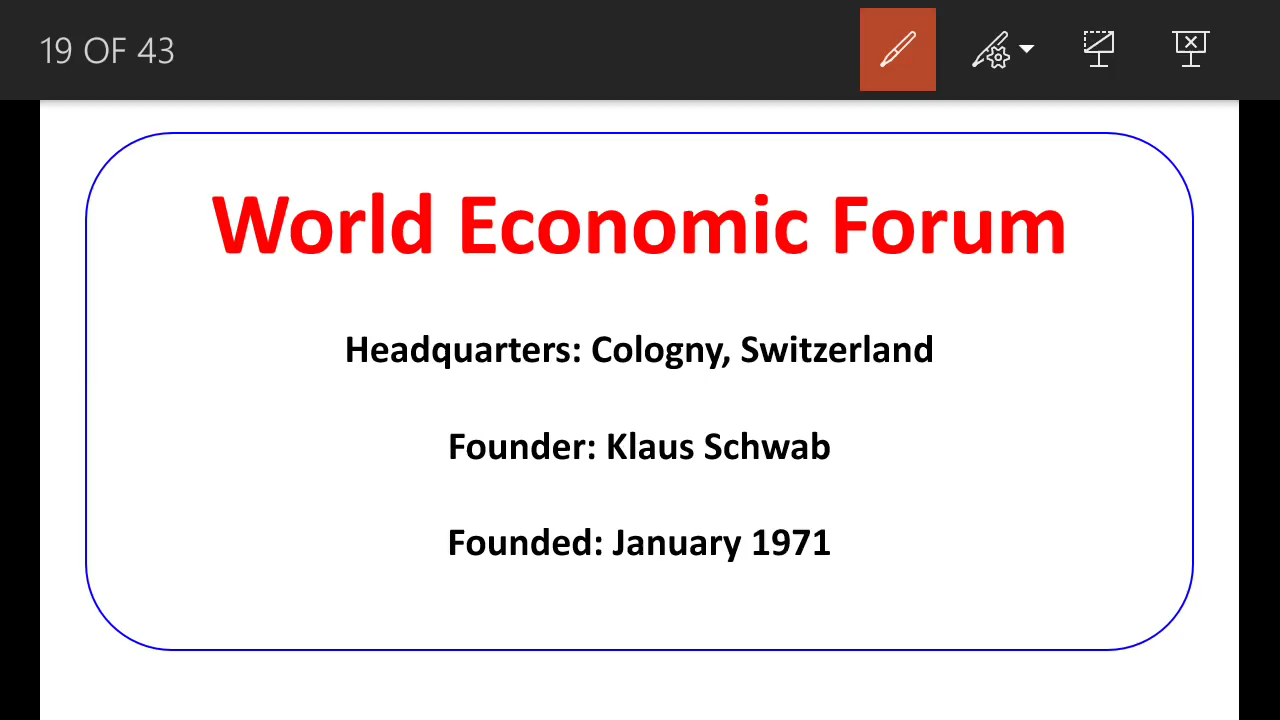 19 OF 43
World Economic Forum
Headquarters: Cologny, Switzerland
Founder: Klaus Schwab
Founded: January 1971